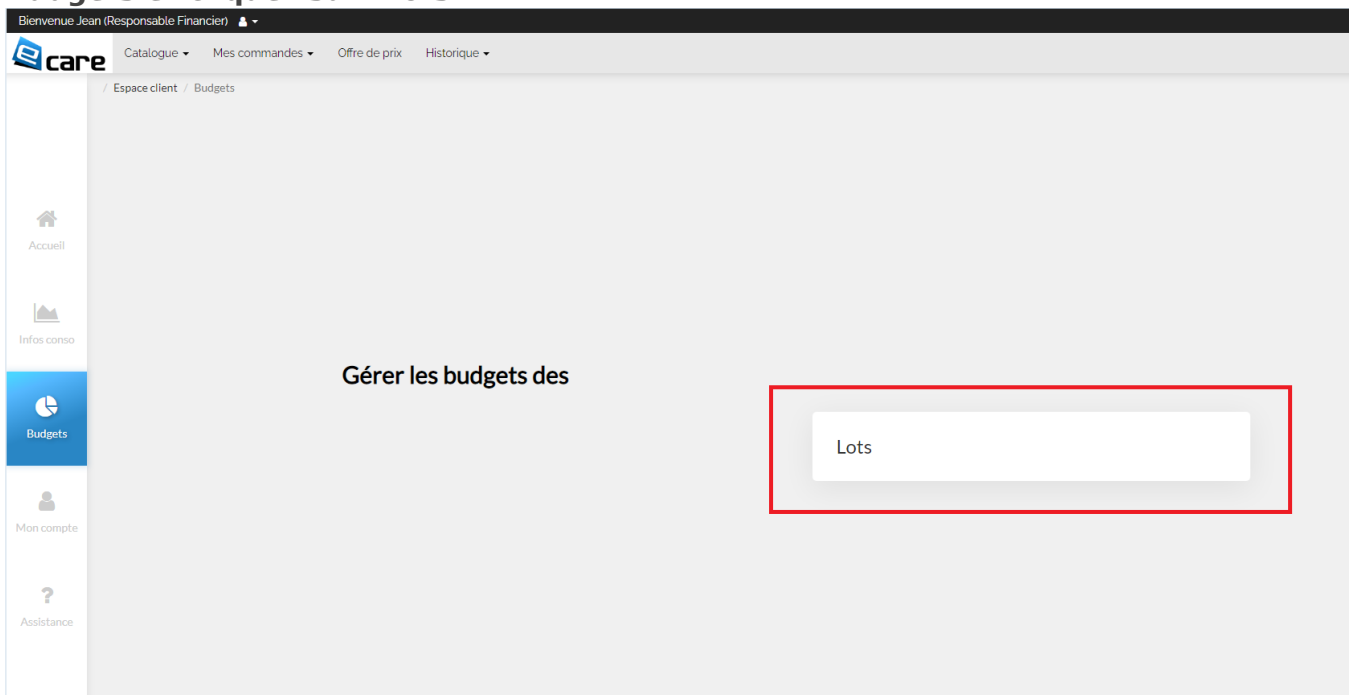 Bienvenue Jean (Responsable Financier)
ecare
Catalogue Mes commandes Offre de prix Historique
/ Espace client / Budgets
Accueil
Infos conso
Gérer les budgets des
Budgets
Lots
Mon compte
?
Assistance